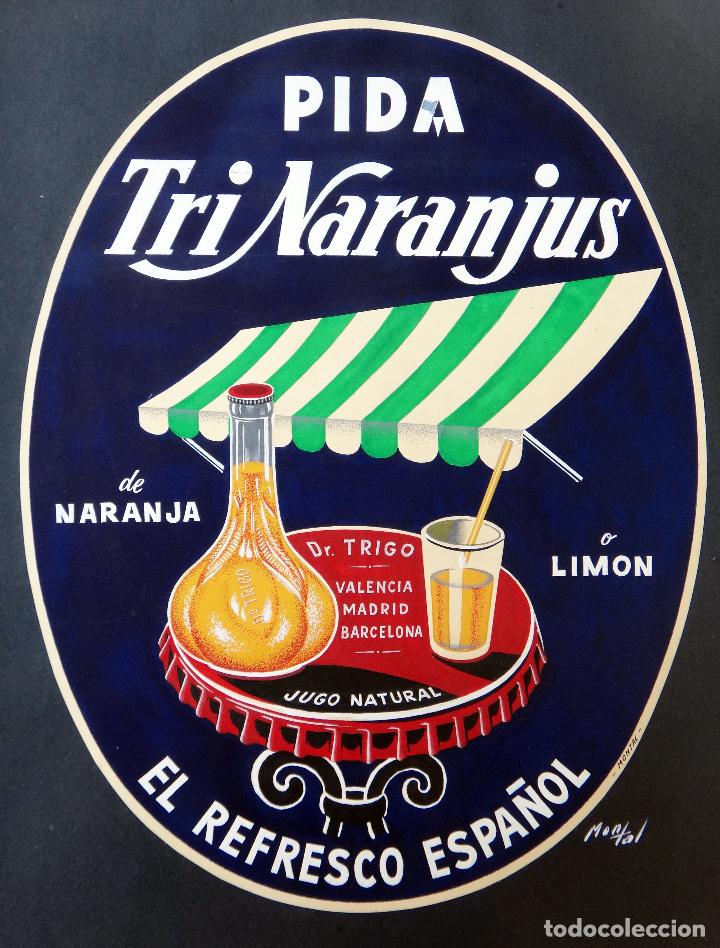 PIDA
Tri Naranjus
de
NARANJA
o
LIMON
Dr. TRIGO
VALENCIA
MADRID
BARCELONA
Dr. TRIGO
JUGO NATURAL
EL REFRESCO ESPAÑOL
- MONTAL -
Montal
todocoleccion